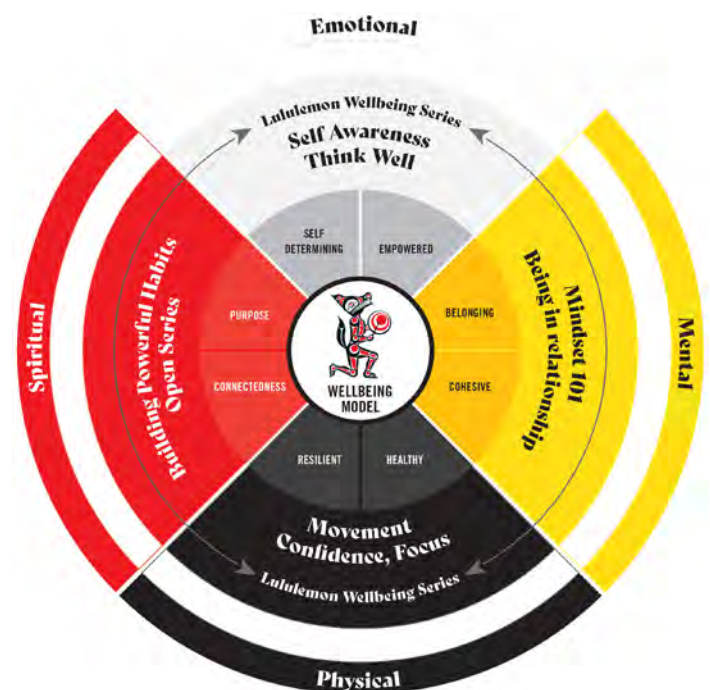 Emotional
Lululemon Wellbeing Series
Self Awareness
Think Well
SELF
DETERMINING
EMPOWERED
Spiritual
Building Powerful Habits
Open Series
PURPOSE
CONNECTEDNESS
WELLBEING
MODEL
BELONGING
COHESIVE
Mindset 101
Being in relationship
Mental
RESILIENT
HEALTHY
Movement
Confidence, Focus
Lululemon Wellbeing Series
Physical